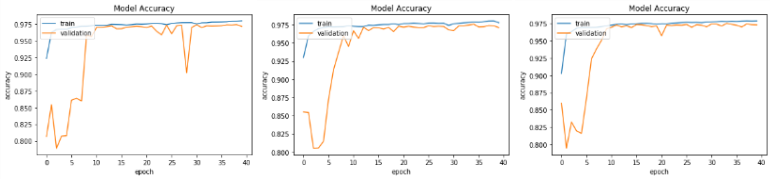 Model Accuracy
train
validation
0.975
0.950
0.925
0.900
0.875
0.850
0.825
0.800
accuracy
0 5 10 15 20 25 30 35 40
epoch
Model Accuracy
train
validation
0.975
0.950
0.925
0.900
0.875
0.850
0.825
0.800
accuracy
0 5 10 15 20 25 30 35 40
epoch
Model Accuracy
train
validation
0.975
0.950
0.925
0.900
0.875
0.850
0.825
0.800
accuracy
0 5 10 15 20 25 30 35 40
epoch